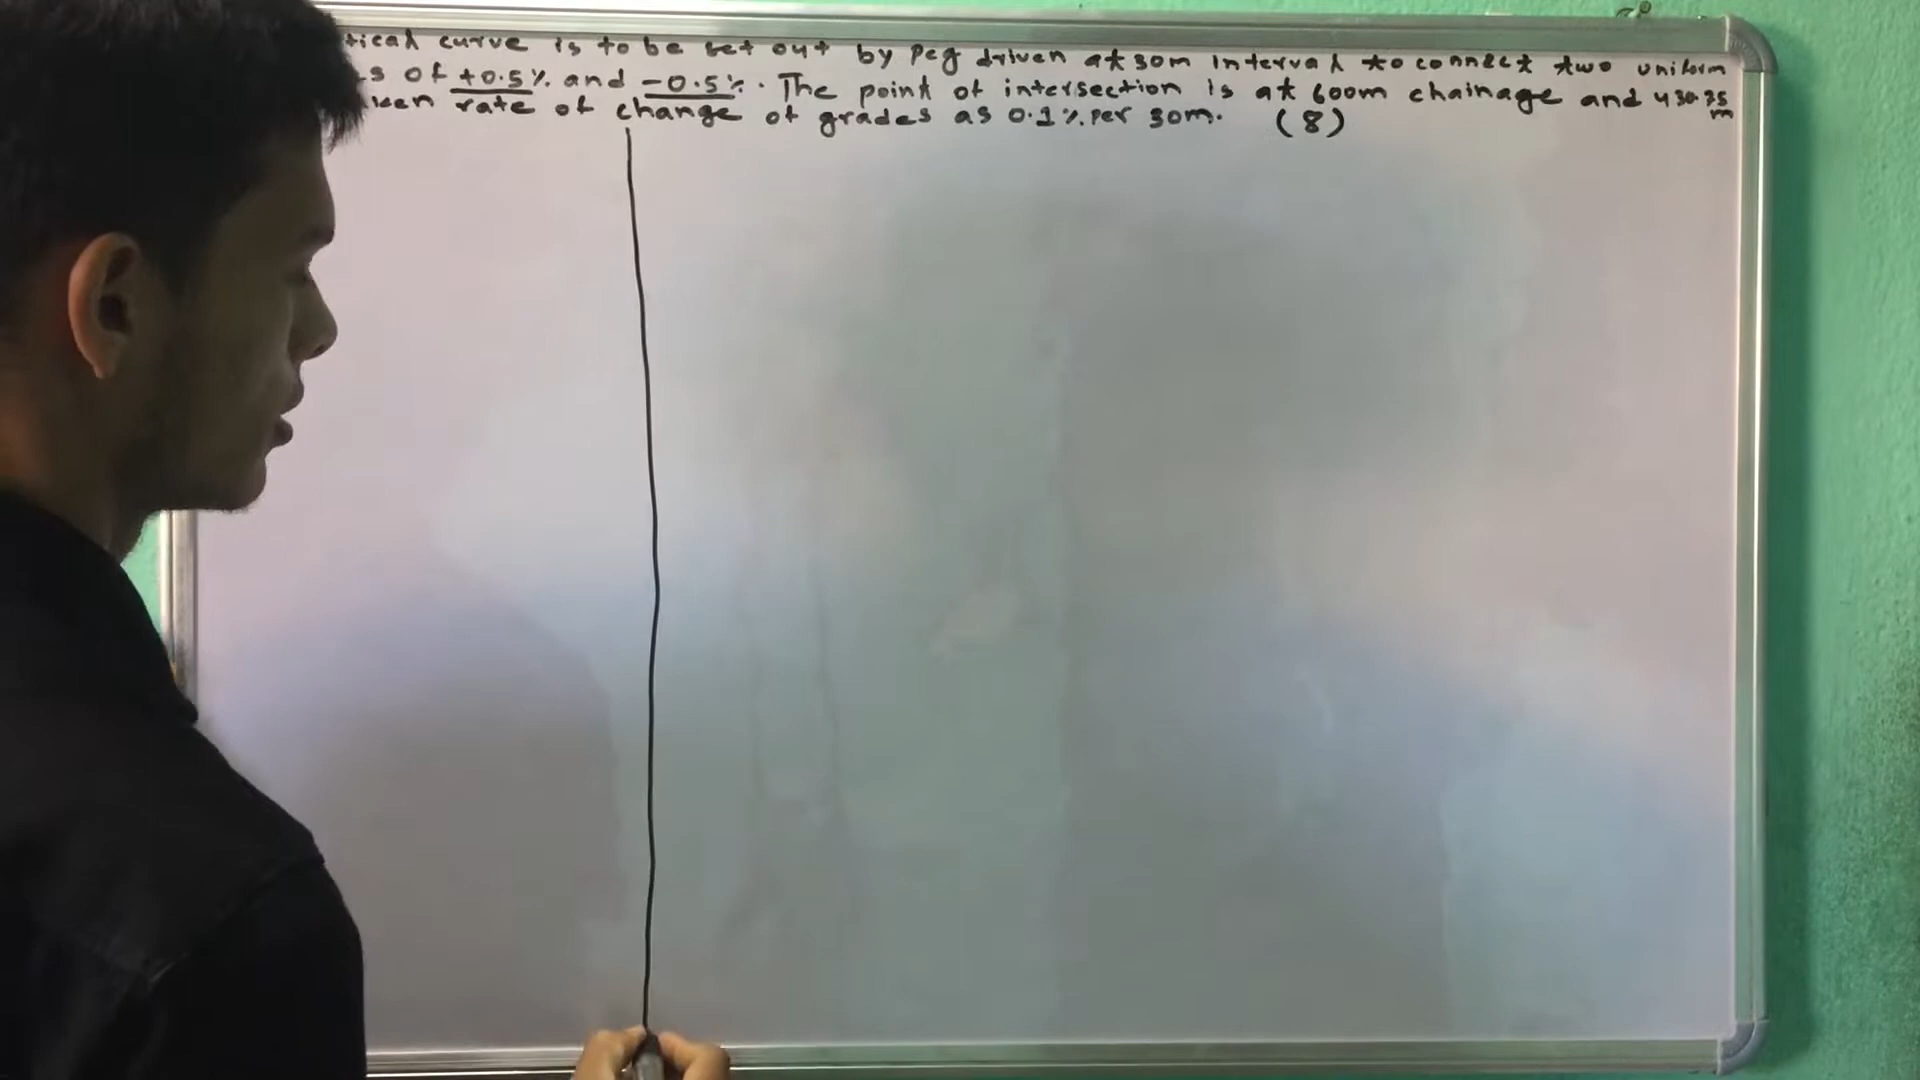 tical curve is to be set out by peg driven at 30m interval to connect two uniform
s of +0.5% and -0.5%. The point of intersection is at 600m chainage and 430.35
m
ken rate of change of grades as 0.1% per 30m. (8)